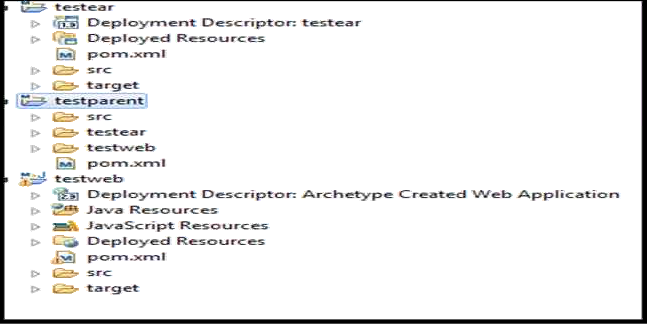 testear
Deployment Descriptor: testear
Deployed Resources
pom.xml
src
target
testparent
src
testear
testweb
pom.xml
testweb
Deployment Descriptor: Archetype Created Web Application
Java Resources
JavaScript Resources
Deployed Resources
pom.xml
src
target